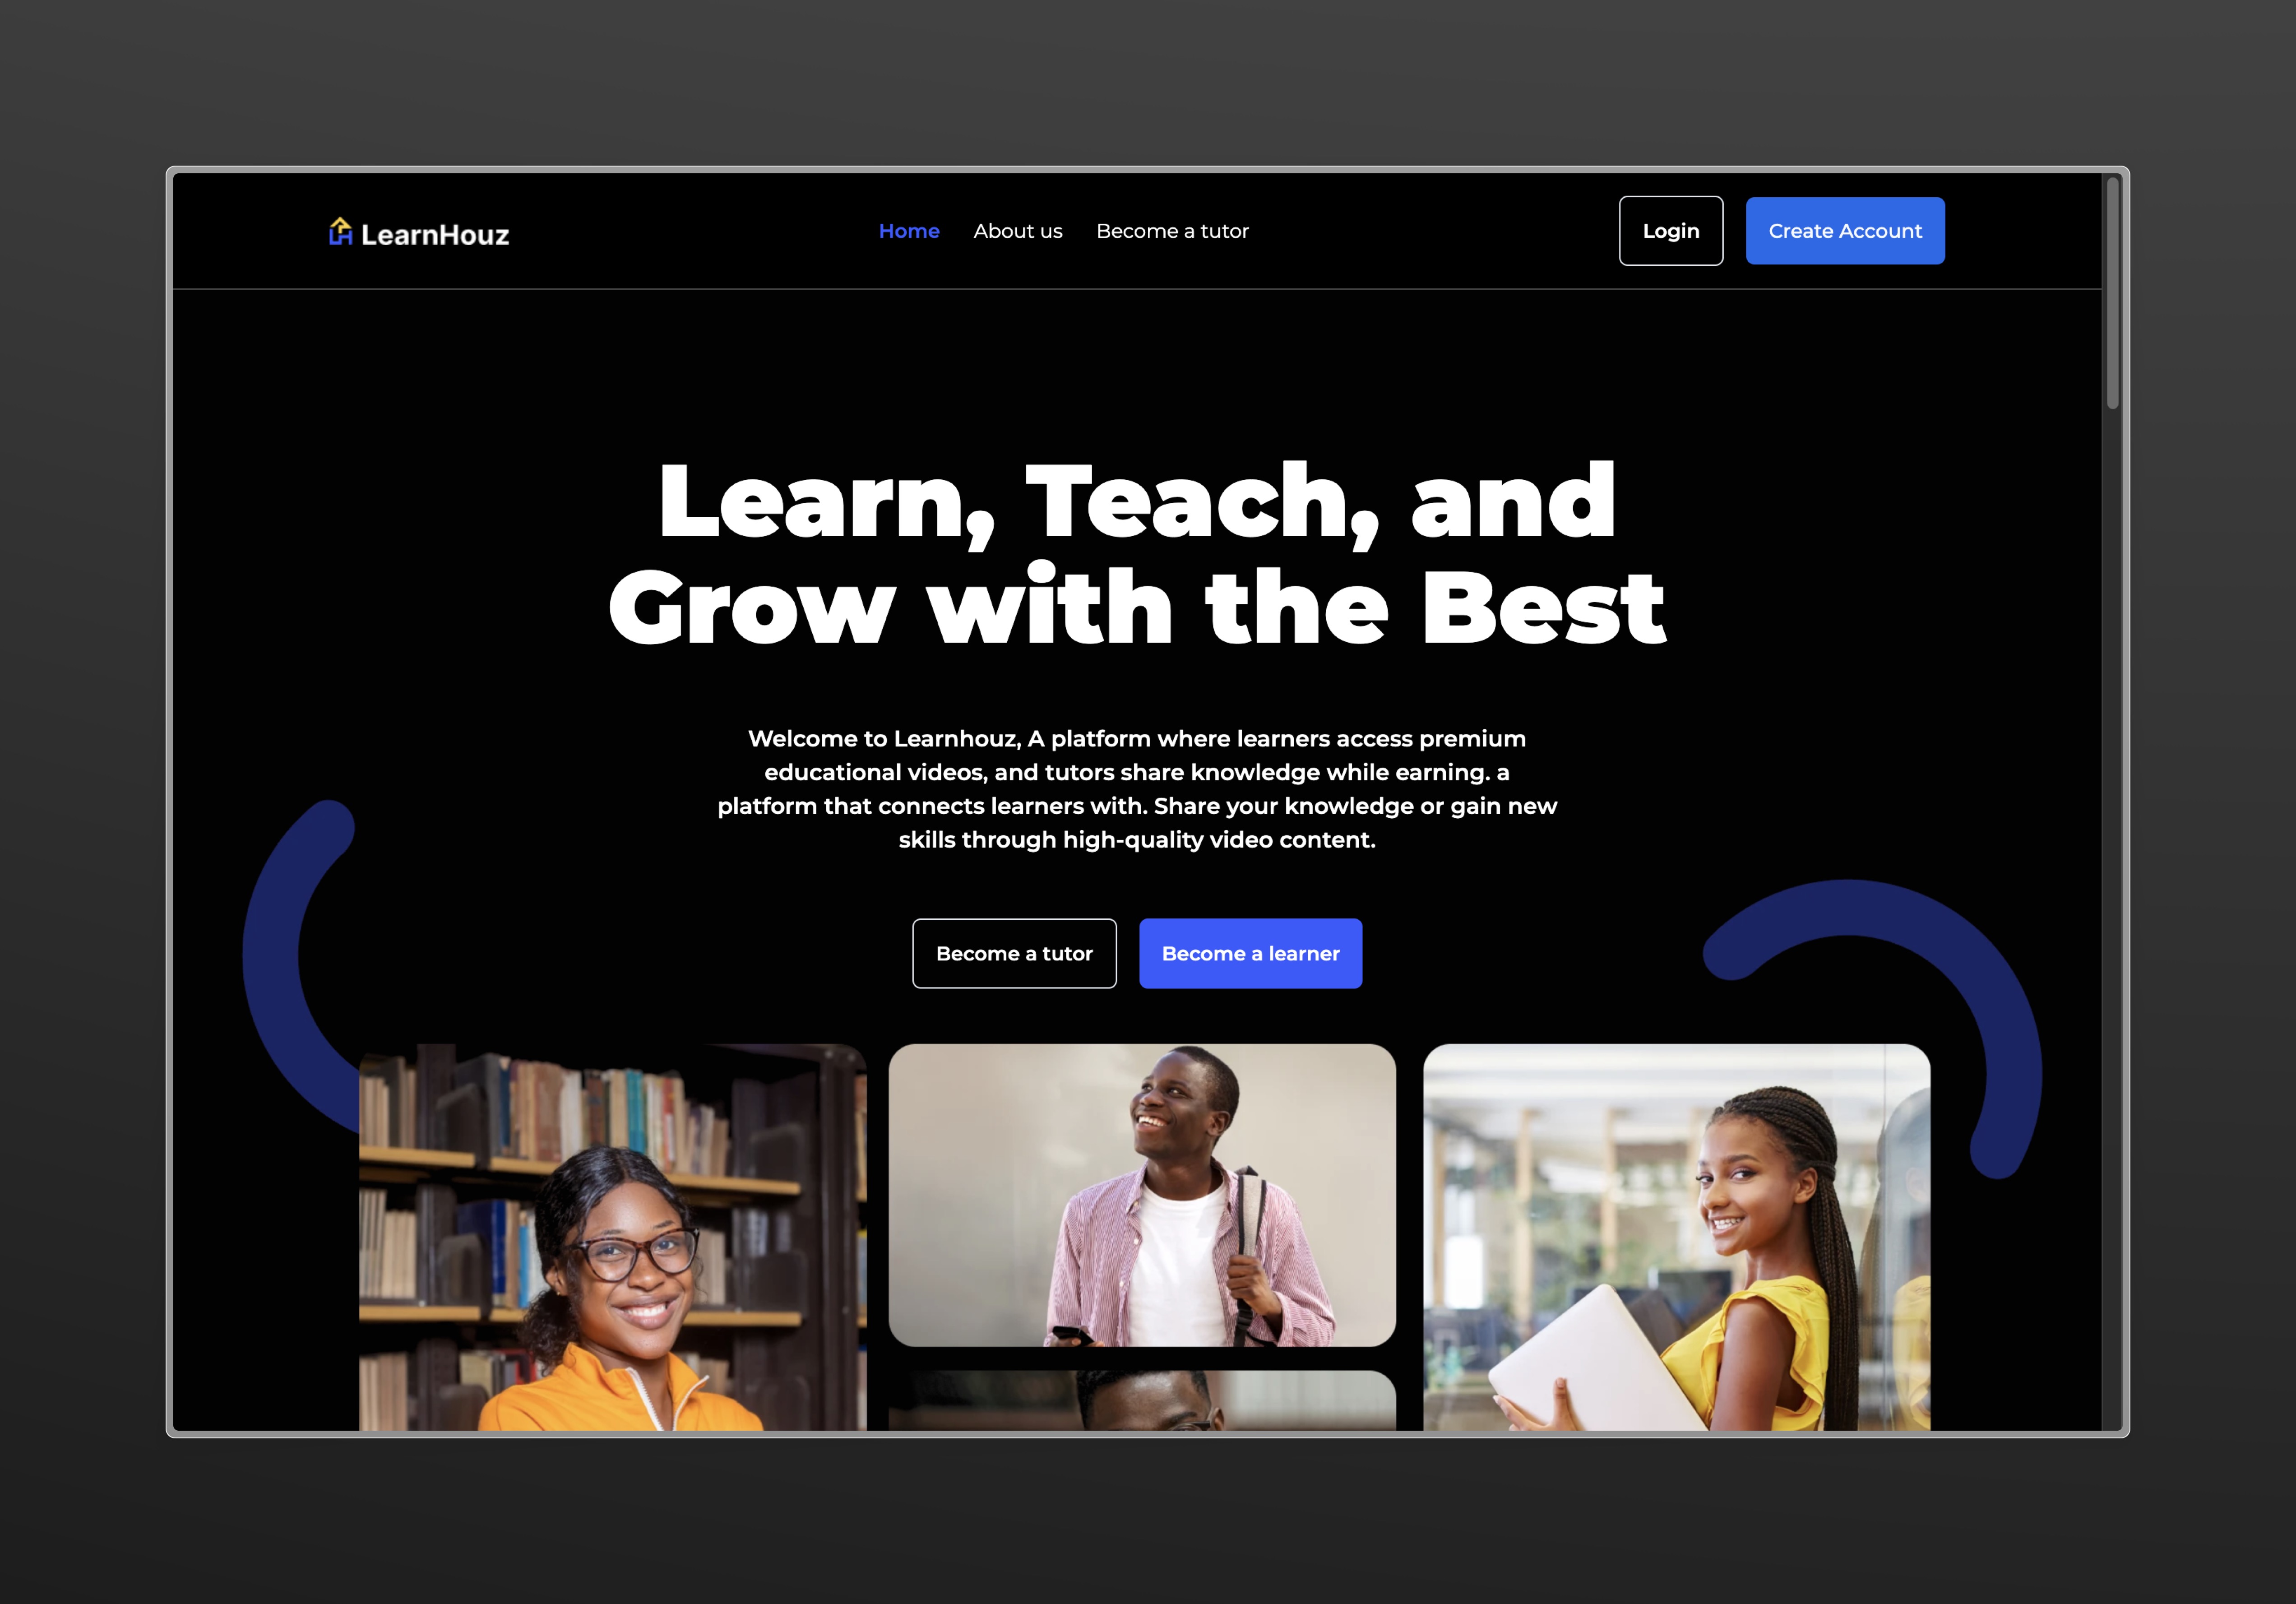 LearnHouz
Home
About us
Become a tutor
Login
Create Account
Learn, Teach, and
Grow with the Best
Welcome to Learnhouz, A platform where learners access premium
educational videos, and tutors share knowledge while earning. a
platform that connects learners with. Share your knowledge or gain new
skills through high-quality video content.
Become a tutor
Become a learner